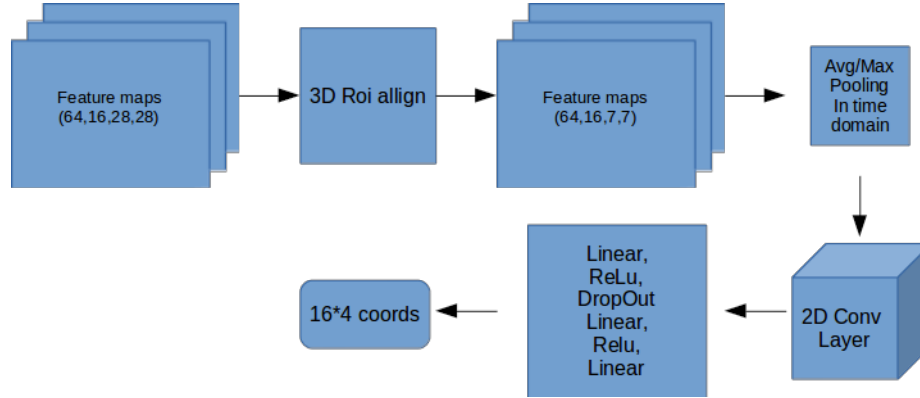 Feature maps
(64,16,28,28)
3D Roi allign
Feature maps
(64,16,7,7)
Avg/Max
Pooling
In time
domain
2D Conv
Layer
Linear,
ReLu,
DropOut
Linear,
Relu,
Linear
16*4 coords